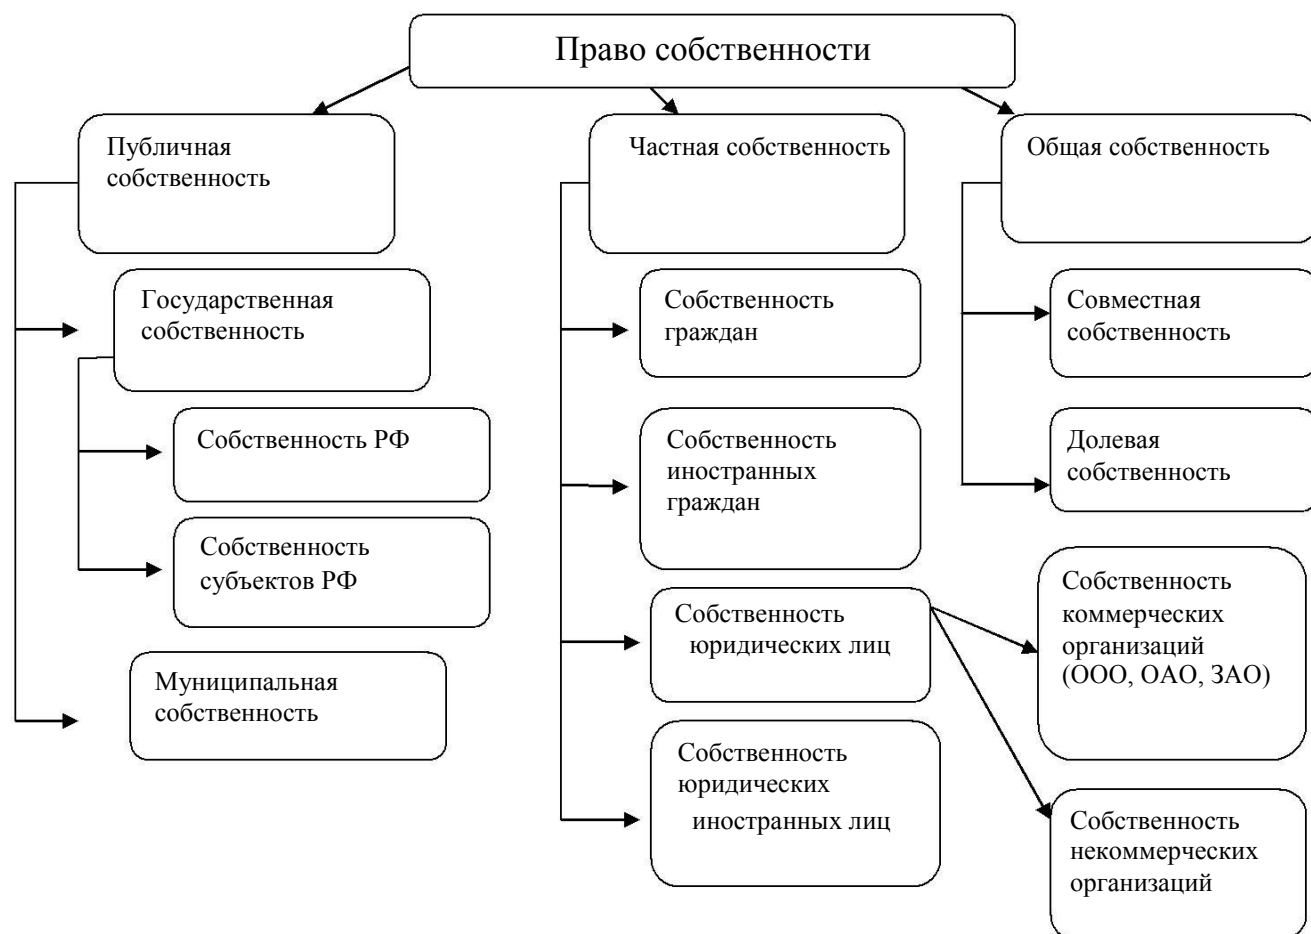 Право собственности
Публичная
собственность
Государственная
собственность
Собственность РФ
Собственность
субъектов РФ
Муниципальная
собственность
Частная собственность
Собственность
граждан
Собственность
иностранных
граждан
Собственность
юридических лиц
Собственность
юридических
иностранных лиц
Общая собственность
Совместная
собственность
Долевая
собственность
Собственность
коммерческих
организаций
(ООО, ОАО, ЗАО)
Собственность
некоммерческих
организаций